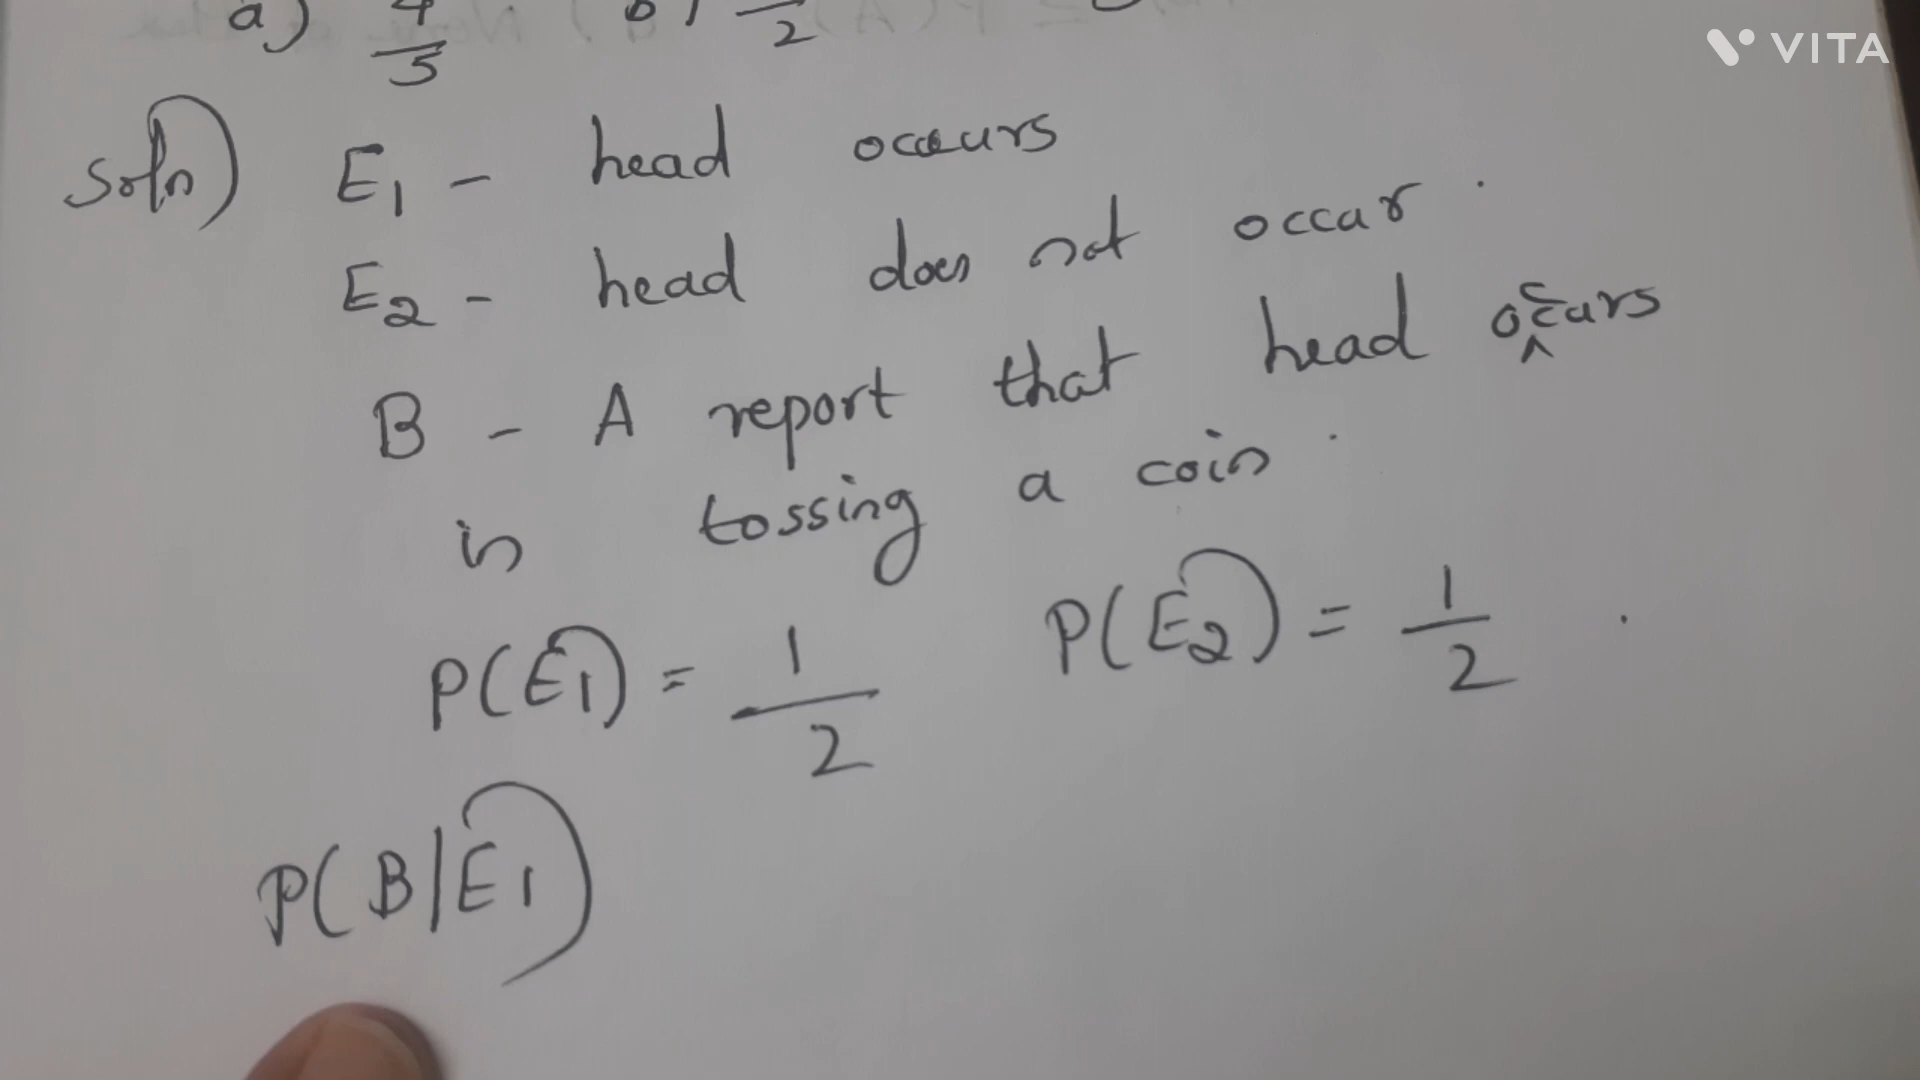 a) 4/5 b) /2
VITA
Soln) E1 - head occurs
E2 - head does not occur.
B - A report that head occurs
in tossing a coin.
P(E1) = 1/2 P(E2) = 1/2.
P(B|E1)